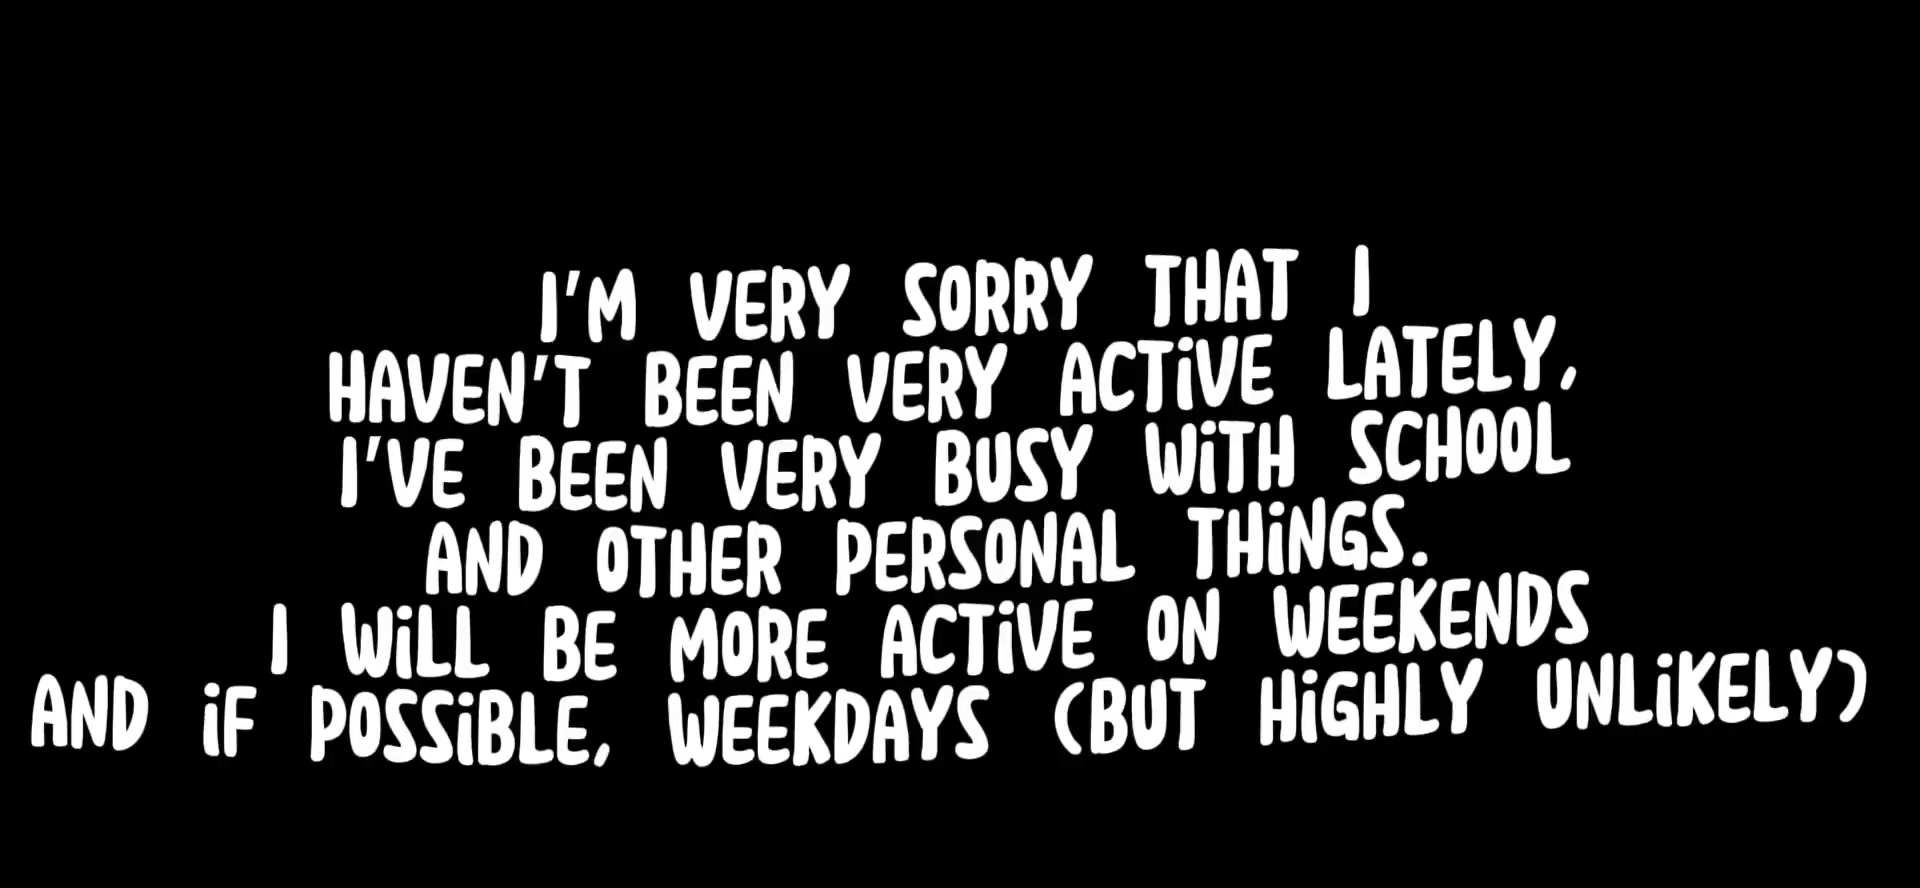 I'M VERY SORRY THAT I
HAVEN'T BEEN VERY ACTiVE LATELY,
I'VE BEEN VERY BUSY WiTH SCHOOL
AND OTHER PERSONAL THiNGS.
I WiLL BE MORE ACTiVE ON WEEKENDS
AND iF POSSiBLE, WEEKDAYS (BUT HiGHLY UNLiKELY)